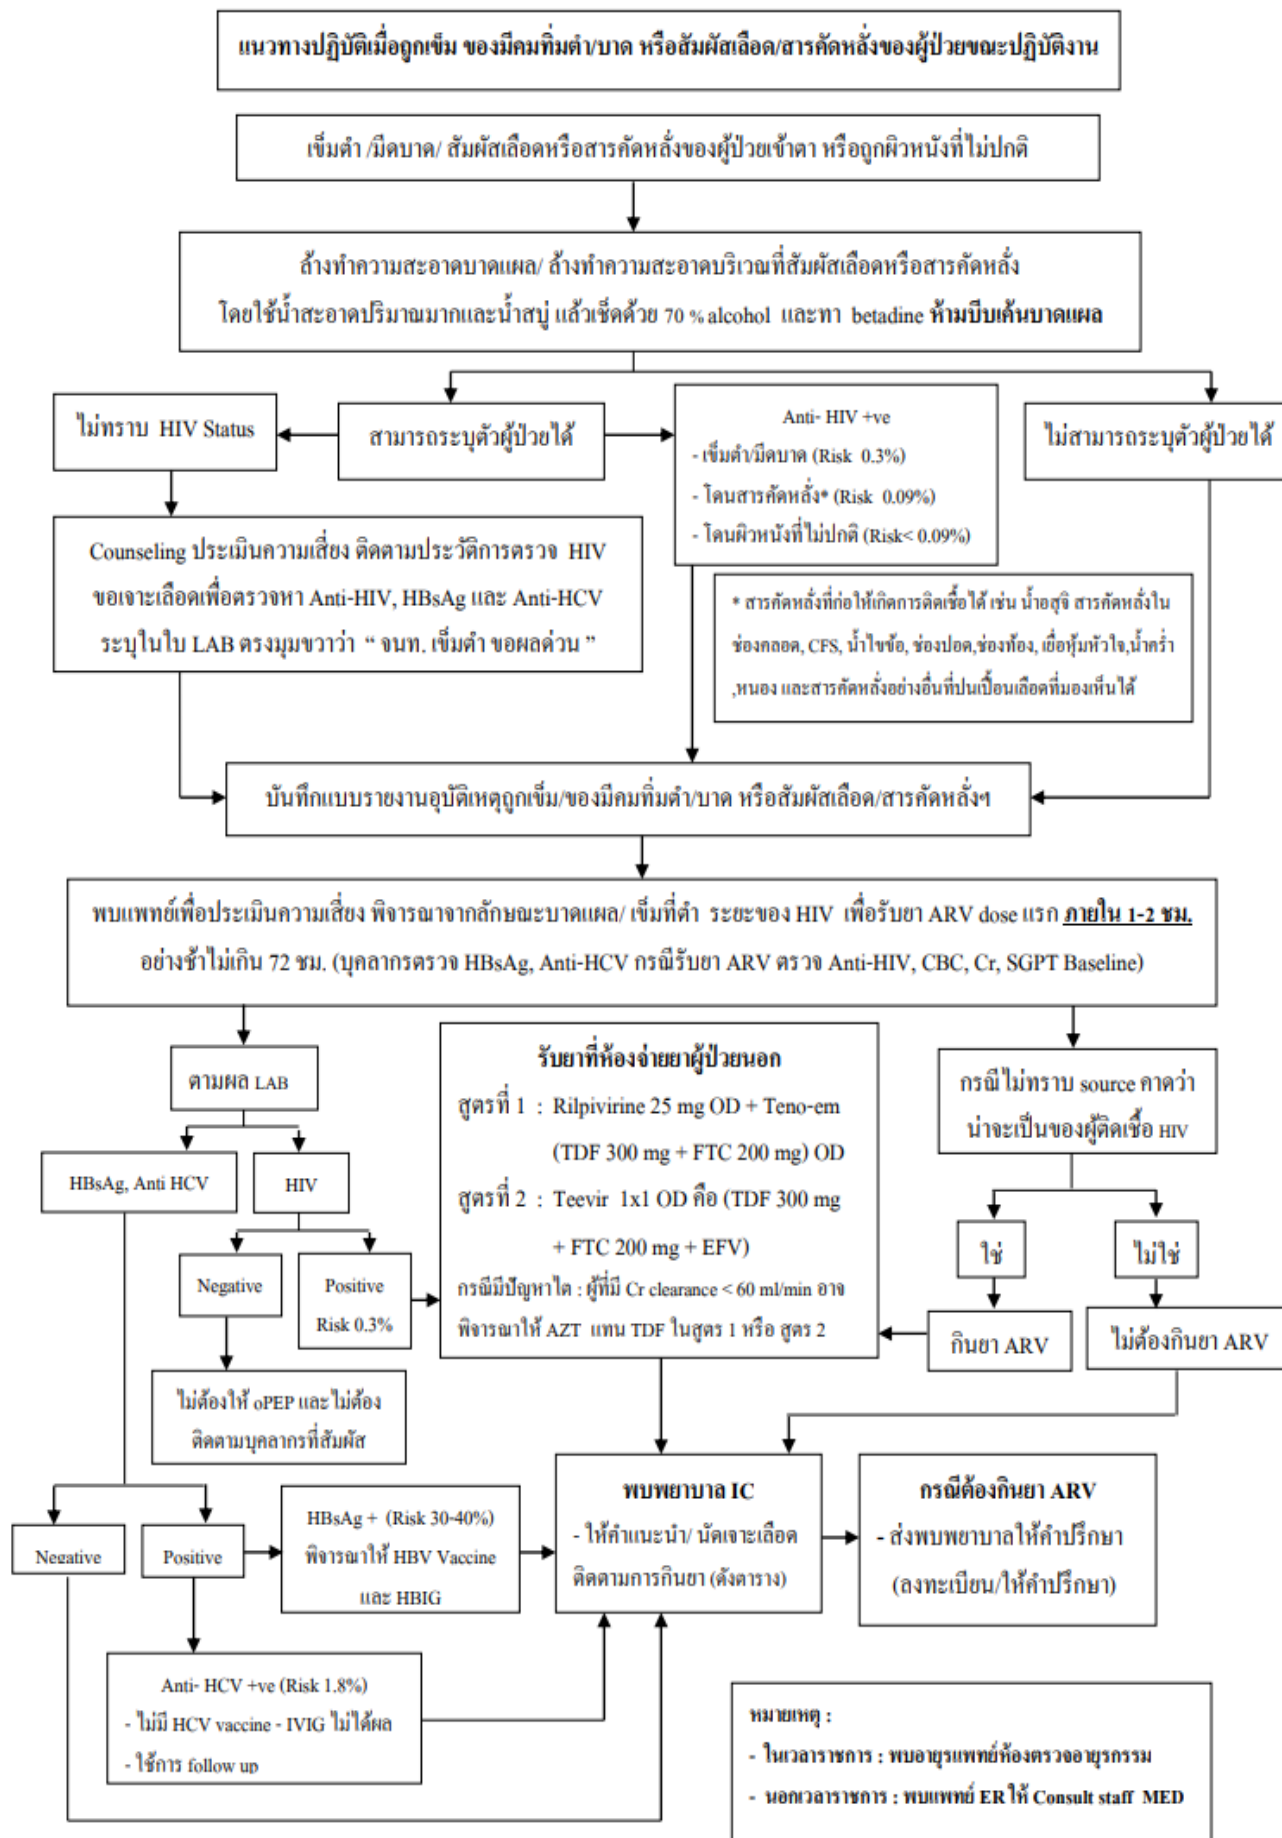 แนวทางปฏิบัติเมื่อถูกเข็ม ของมีคมทิ่มตำ/บาด หรือสัมผัสเลือด/สารคัดหลั่งของผู้ป่วยขณะปฏิบัติงาน
เข็มตำ /มีดบาด/ สัมผัสเลือดหรือสารคัดหลั่งของผู้ป่วยเข้าตา หรือถูกผิวหนังที่ไม่ปกติ
ล้างทำความสะอาดบาดแผล/ ล้างทำความสะอาดบริเวณที่สัมผัสเลือดหรือสารคัดหลั่ง
โดยใช้น้ำสะอาดปริมาณมากและน้ำสบู่ แล้วเช็ดด้วย 70 % alcohol และทา betadine ห้ามบีบเค้นบาดแผล
ไม่ทราบ HIV Status
สามารถระบุตัวผู้ป่วยได้
Anti- HIV +ve
- เข็มตำ/มีดบาด (Risk 0.3%)
- โดนสารคัดหลั่ง* (Risk 0.09%)
- โดนผิวหนังที่ไม่ปกติ (Risk< 0.09%)
ไม่สามารถระบุตัวผู้ป่วยได้
Counseling ประเมินความเสี่ยง ติดตามประวัติการตรวจ HIV
ขอเจาะเลือดเพื่อตรวจหา Anti-HIV, HBsAg และ Anti-HCV
ระบุในใบ LAB ตรงมุมขวาว่า “ จนท. เข็มตำ ขอผลด่วน ”
* สารคัดหลั่งที่ก่อให้เกิดการติดเชื้อได้ เช่น น้ำอสุจิ สารคัดหลั่งใน
ช่องคลอด, CFS, น้ำไขข้อ, ช่องปอด,ช่องท้อง, เยื่อหุ้มหัวใจ,น้ำคร่ำ
,หนอง และสารคัดหลั่งอย่างอื่นที่ปนเปื้อนเลือดที่มองเห็นได้
บันทึกแบบรายงานอุบัติเหตุถูกเข็ม/ของมีคมทิ่มตำ/บาด หรือสัมผัสเลือด/สารคัดหลั่งฯ
พบแพทย์เพื่อประเมินความเสี่ยง พิจารณาจากลักษณะบาดแผล/ เข็มที่ตำ ระยะของ HIV เพื่อรับยา ARV dose แรก ภายใน 1-2 ชม.
อย่างช้าไม่เกิน 72 ชม. (บุคลากรตรวจ HBsAg, Anti-HCV กรณีรับยา ARV ตรวจ Anti-HIV, CBC, Cr, SGPT Baseline)
ตามผล LAB
HBsAg, Anti HCV
HIV
Negative
Positive
Risk 0.3%
ไม่ต้องให้ oPEP และไม่ต้อง
ติดตามบุคลากรที่สัมผัส
รับยาที่ห้องจ่ายยาผู้ป่วยนอก
สูตรที่ 1 : Rilpivirine 25 mg OD + Teno-em
(TDF 300 mg + FTC 200 mg) OD
สูตรที่ 2 : Teevir 1x1 OD คือ (TDF 300 mg
+ FTC 200 mg + EFV)
กรณีมีปัญหาไต : ผู้ที่มี Cr clearance < 60 ml/min อาจ
พิจารณาให้ AZT แทน TDF ในสูตร 1 หรือ สูตร 2
กรณีไม่ทราบ source คาดว่า
น่าจะเป็นของผู้ติดเชื้อ HIV
ใช่
ไม่ใช่
กินยา ARV
ไม่ต้องกินยา ARV
Negative
Positive
HBsAg + (Risk 30-40%)
พิจารณาให้ HBV Vaccine
และ HBIG
พบพยาบาล IC
- ให้คำแนะนำ/ นัดเจาะเลือด
ติดตามการกินยา (ดังตาราง)
กรณีต้องกินยา ARV
- ส่งพบพยาบาลให้คำปรึกษา
(ลงทะเบียน/ให้คำปรึกษา)
Anti- HCV +ve (Risk 1.8%)
- ไม่มี HCV vaccine - IVIG ไม่ได้ผล
- ใช้การ follow up
หมายเหตุ :
- ในเวลาราชการ : พบอายุรแพทย์ห้องตรวจอายุรกรรม
- นอกเวลาราชการ : พบแพทย์ ER ให้ Consult staff MED